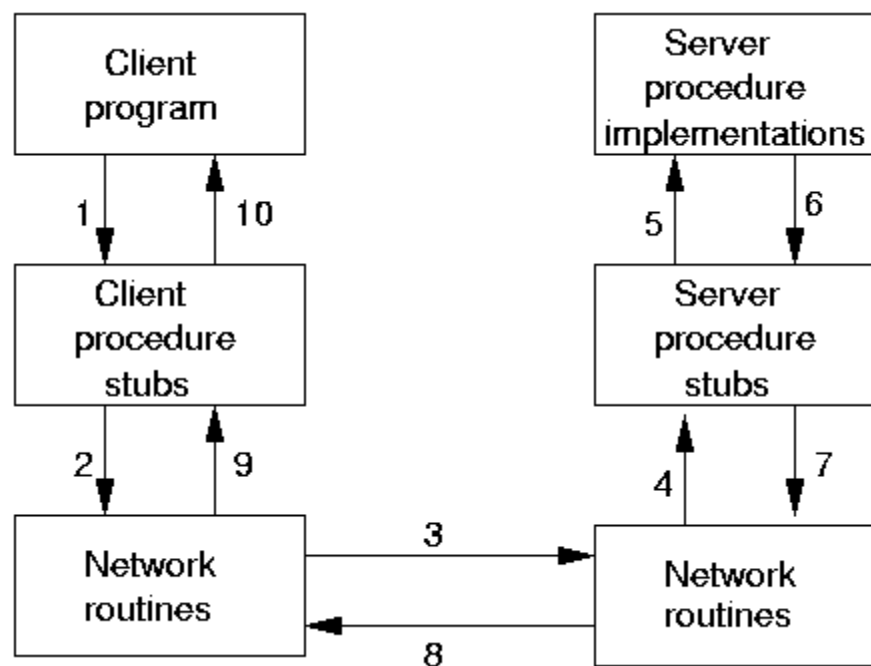 Client
program
Server
procedure
implementations
1
10
5
6
Client
procedure
stubs
Server
procedure
stubs
2
9
4
7
Network
routines
3
8
Network
routines